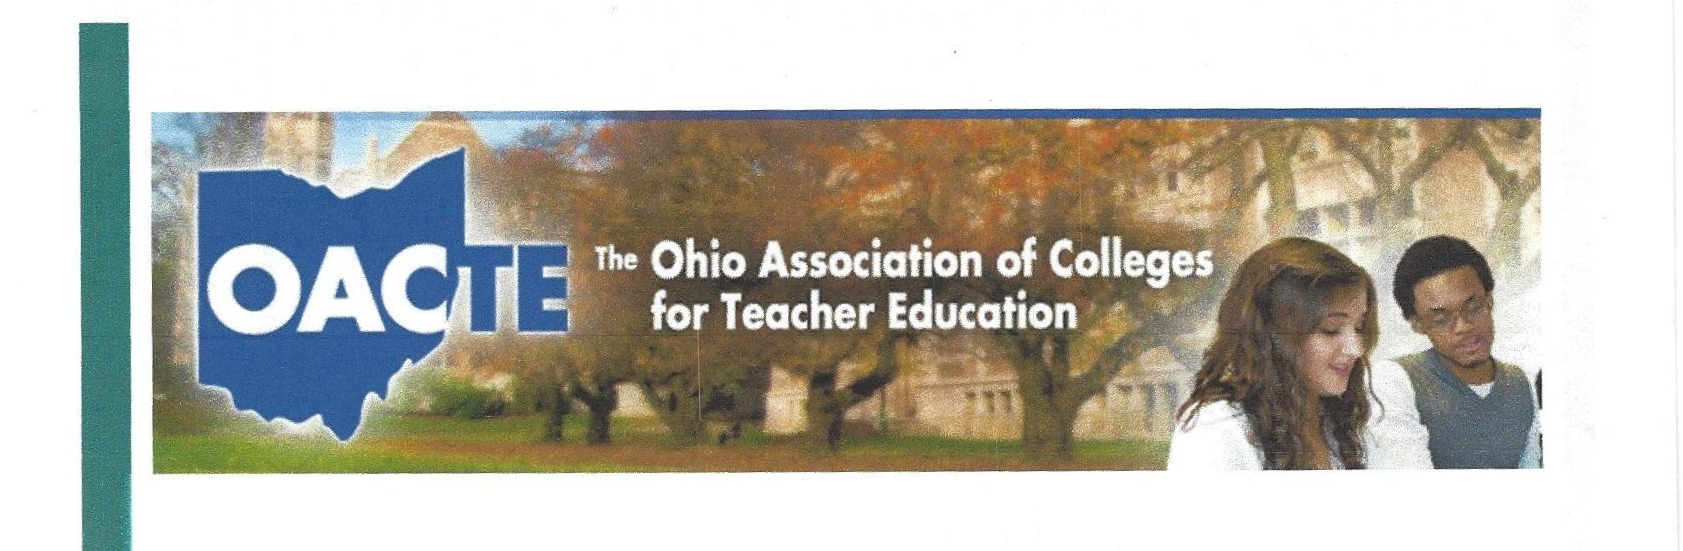 OACTE
The Ohio Association of Colleges
for Teacher Education